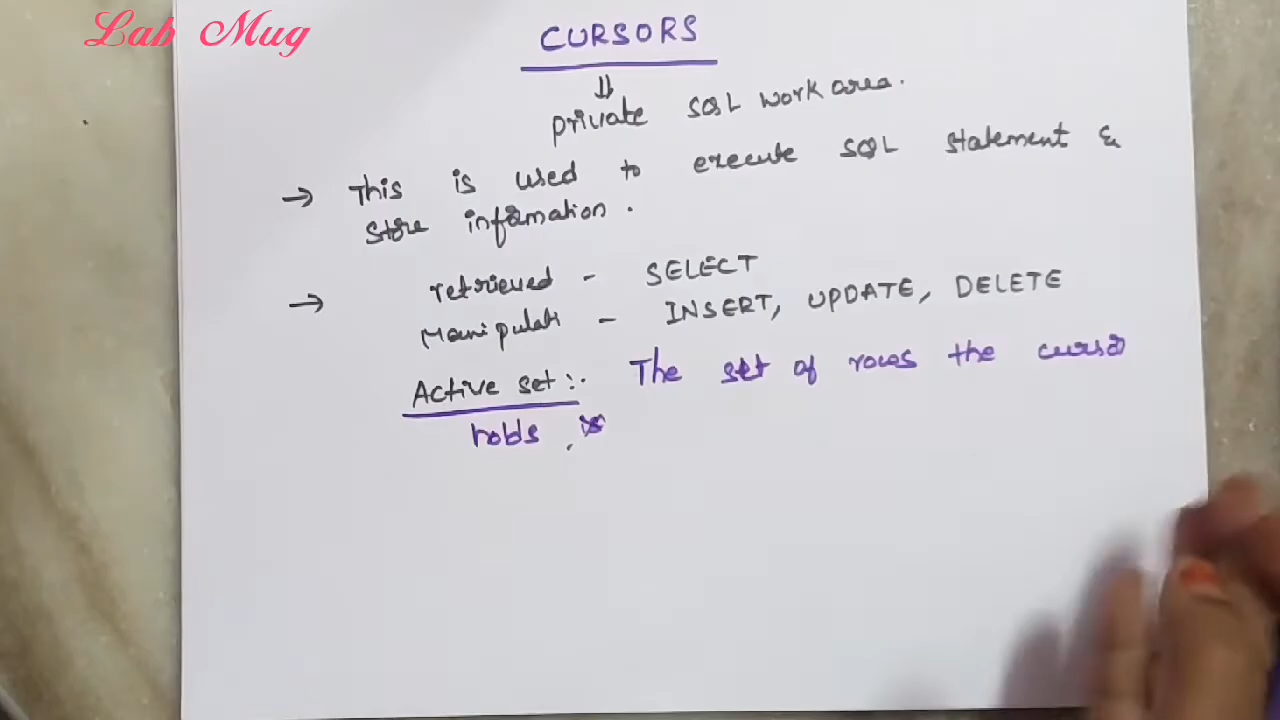 Lab Mug
CURSORS
⇓
private SQL work area.
→ This is used to execute SQL statement &
store information.
→ retrieved - SELECT
Manipulati - INSERT, UPDATE, DELETE
Active set :. The set of rows the cursor
holds,